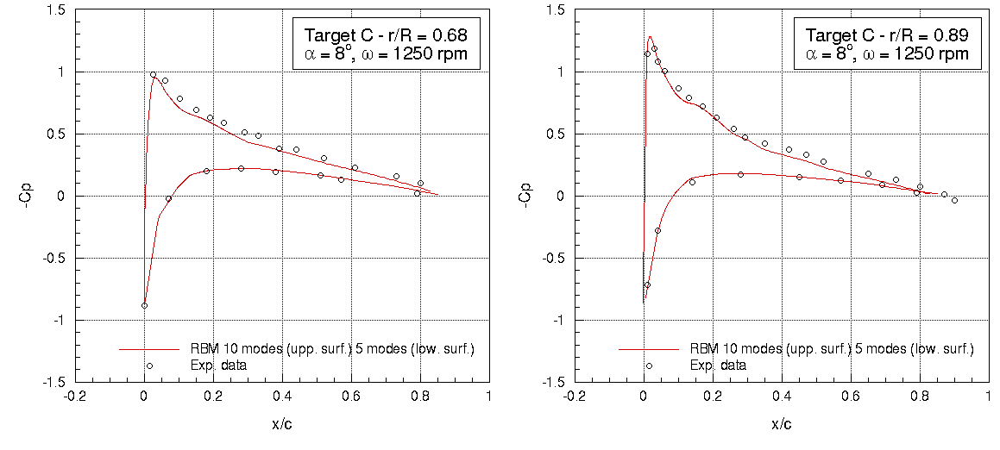 1.5
1
0.5
0
-0.5
-1
-1.5
-Cp
Target C - r/R = 0.68
α = 8°, ω = 1250 rpm
RBM 10 modes (upp. surf.) 5 modes (low. surf.)
Exp. data
-0.2 0 0.2 0.4 0.6 0.8 1
x/c
1.5
1
0.5
0
-0.5
-1
-1.5
-Cp
Target C - r/R = 0.89
α = 8°, ω = 1250 rpm
RBM 10 modes (upp. surf.) 5 modes (low. surf.)
Exp. data
-0.2 0 0.2 0.4 0.6 0.8 1
x/c